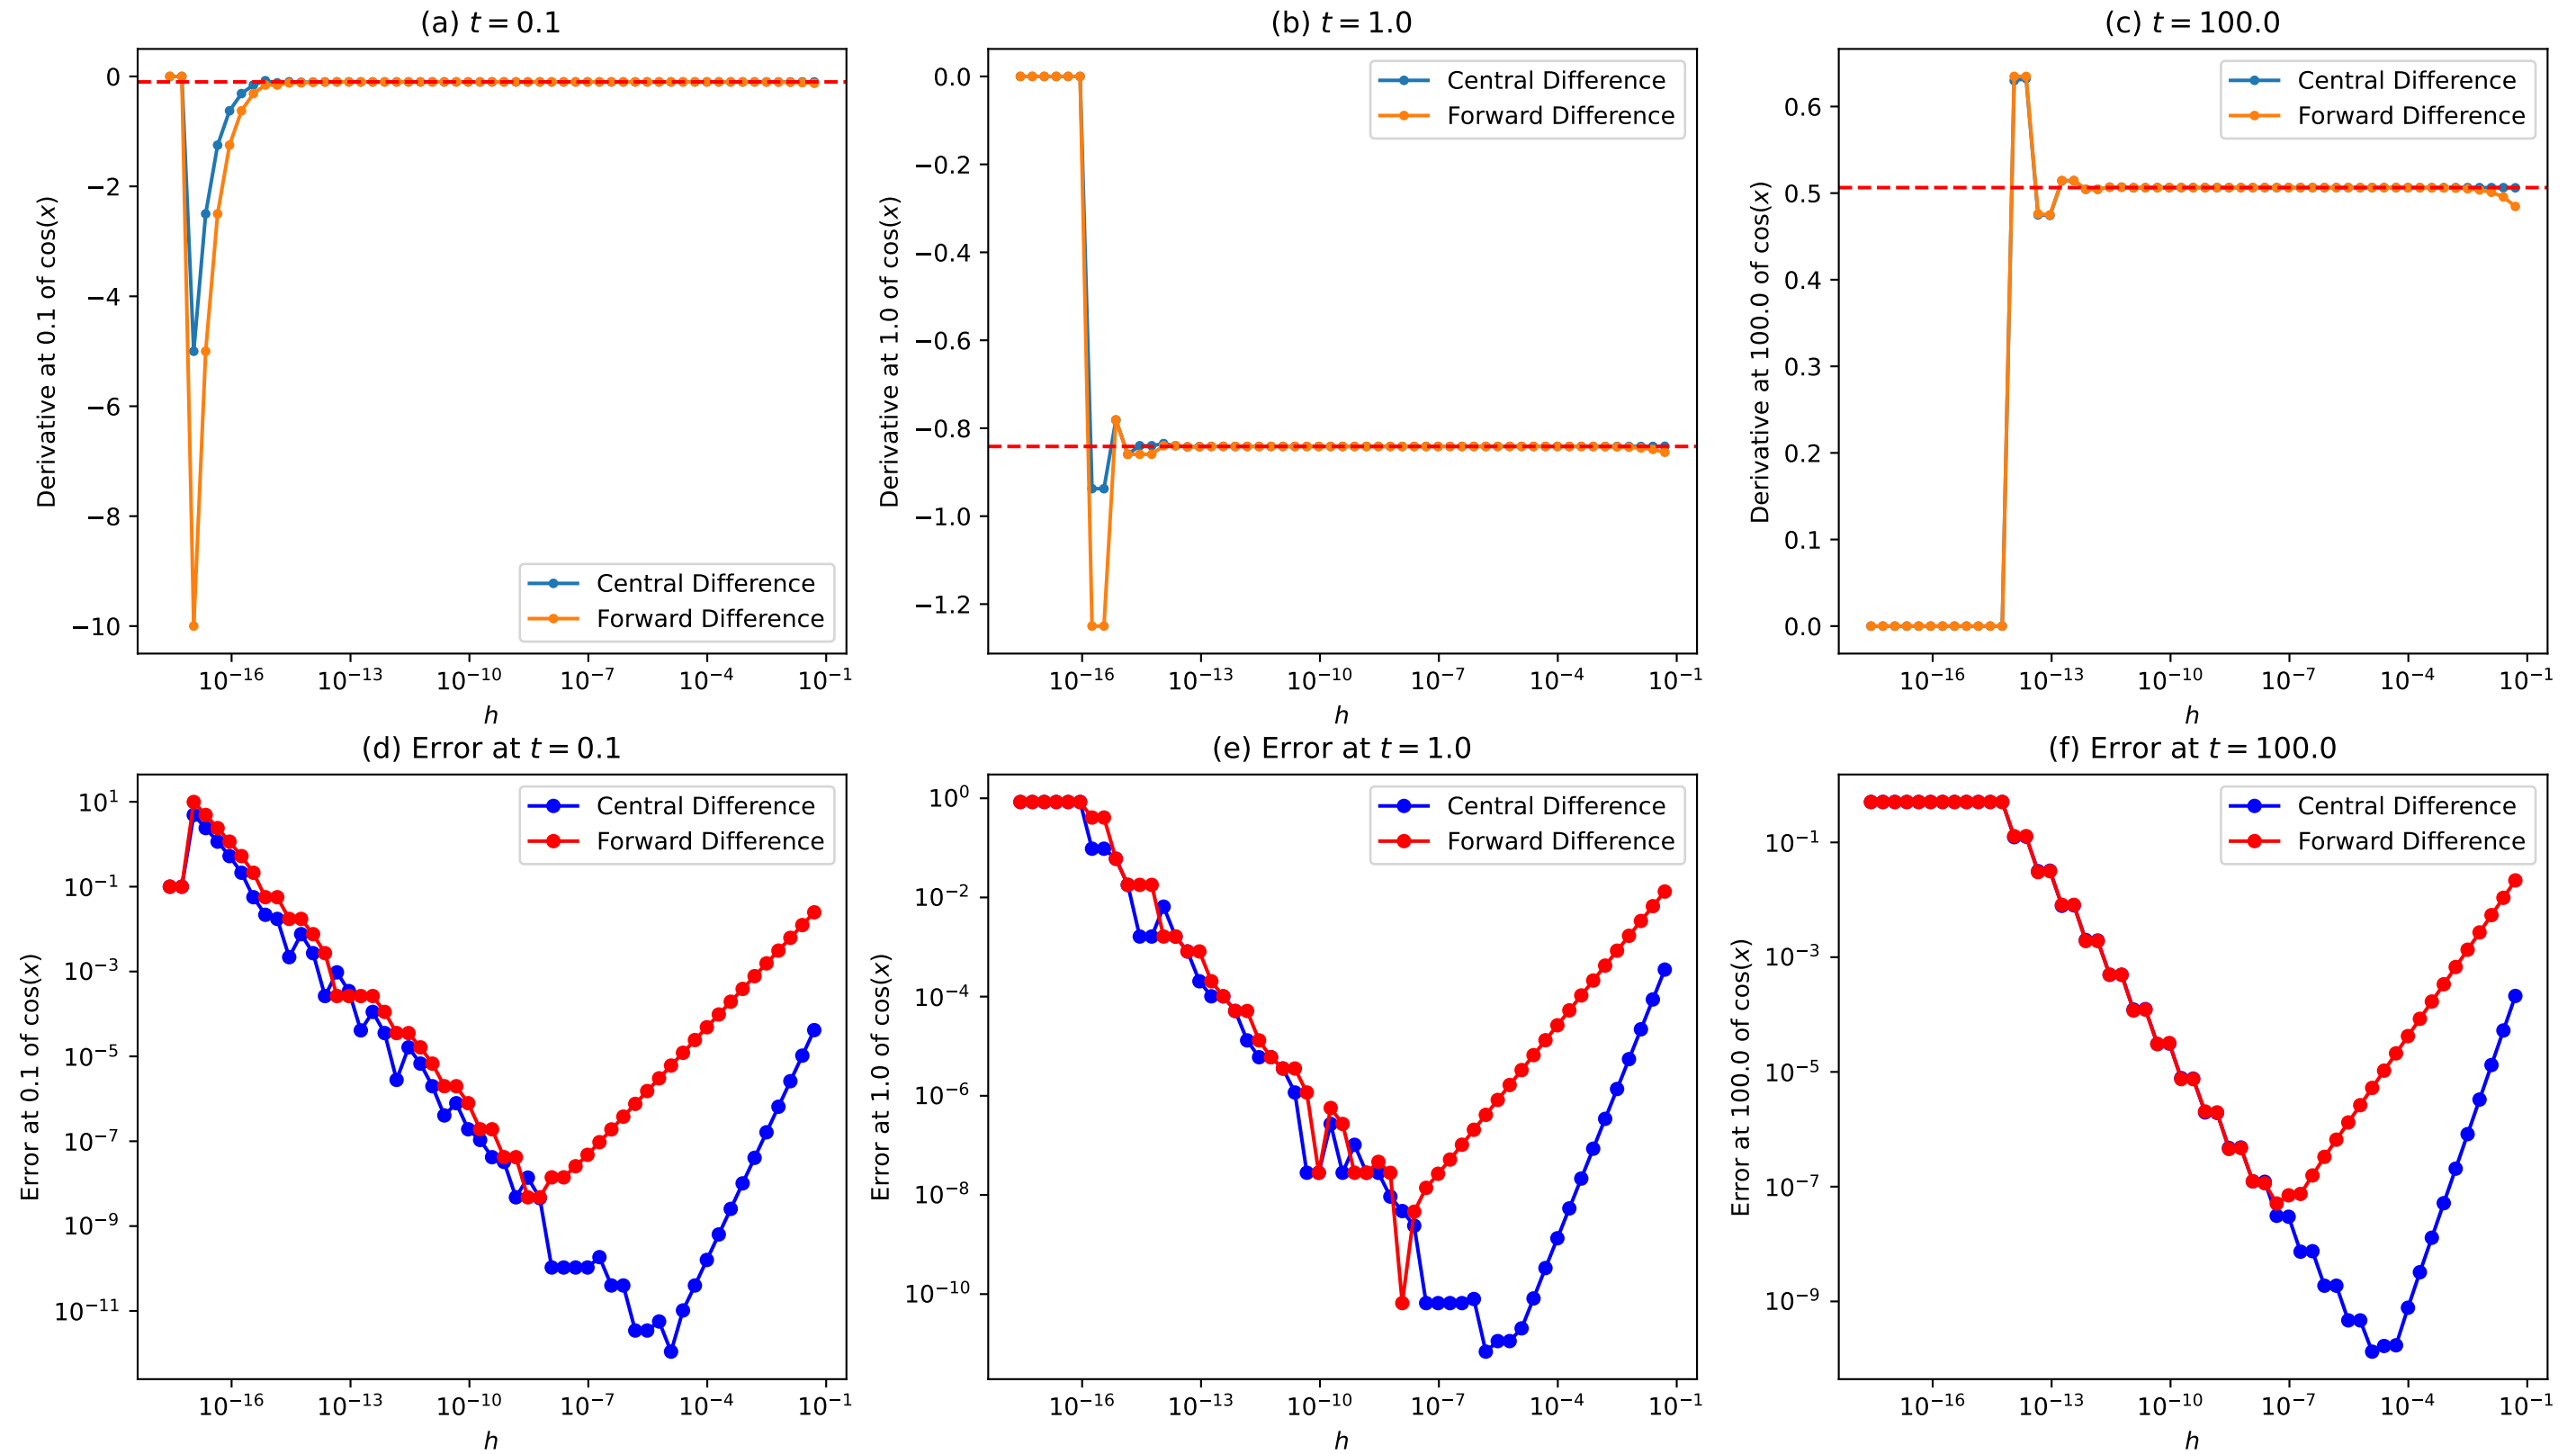 (a) t = 0.1
Derivative at 0.1 of cos(x)
0
−2
−4
−6
−8
−10
Central Difference
Forward Difference
10⁻¹⁶ 10⁻¹³ 10⁻¹⁰ 10⁻⁷ 10⁻⁴ 10⁻¹
h
(b) t = 1.0
Derivative at 1.0 of cos(x)
0.0
−0.2
−0.4
−0.6
−0.8
−1.0
−1.2
Central Difference
Forward Difference
10⁻¹⁶ 10⁻¹³ 10⁻¹⁰ 10⁻⁷ 10⁻⁴ 10⁻¹
h
(c) t = 100.0
Derivative at 100.0 of cos(x)
0.6
0.5
0.4
0.3
0.2
0.1
0.0
Central Difference
Forward Difference
10⁻¹⁶ 10⁻¹³ 10⁻¹⁰ 10⁻⁷ 10⁻⁴ 10⁻¹
h
(d) Error at t = 0.1
Error at 0.1 of cos(x)
10¹
10⁻¹
10⁻³
10⁻⁵
10⁻⁷
10⁻⁹
10⁻¹¹
Central Difference
Forward Difference
10⁻¹⁶ 10⁻¹³ 10⁻¹⁰ 10⁻⁷ 10⁻⁴ 10⁻¹
h
(e) Error at t = 1.0
Error at 1.0 of cos(x)
10⁰
10⁻²
10⁻⁴
10⁻⁶
10⁻⁸
10⁻¹⁰
Central Difference
Forward Difference
10⁻¹⁶ 10⁻¹³ 10⁻¹⁰ 10⁻⁷ 10⁻⁴ 10⁻¹
h
(f) Error at t = 100.0
Error at 100.0 of cos(x)
10⁻¹
10⁻³
10⁻⁵
10⁻⁷
10⁻⁹
Central Difference
Forward Difference
10⁻¹⁶ 10⁻¹³ 10⁻¹⁰ 10⁻⁷ 10⁻⁴ 10⁻¹
h